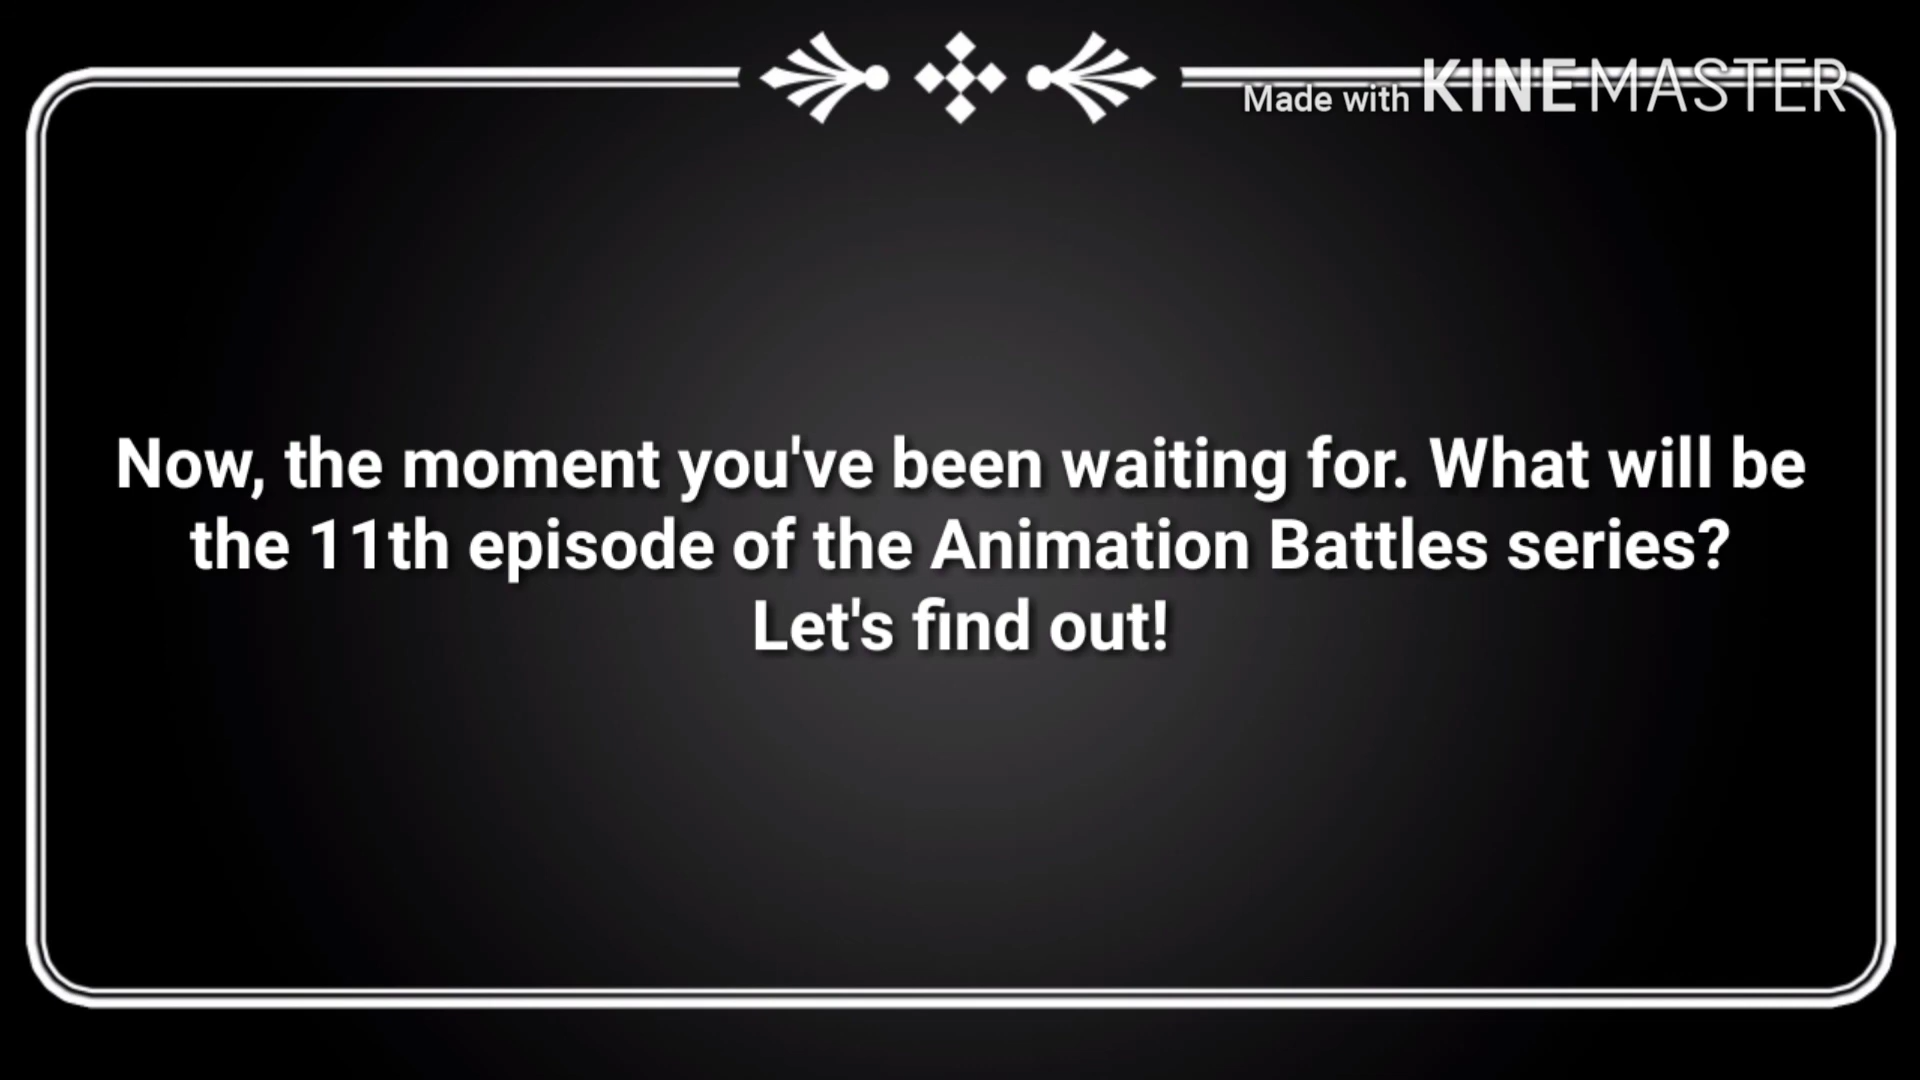 Made with KINEMASTER
Now, the moment you've been waiting for. What will be
the 11th episode of the Animation Battles series?
Let's find out!